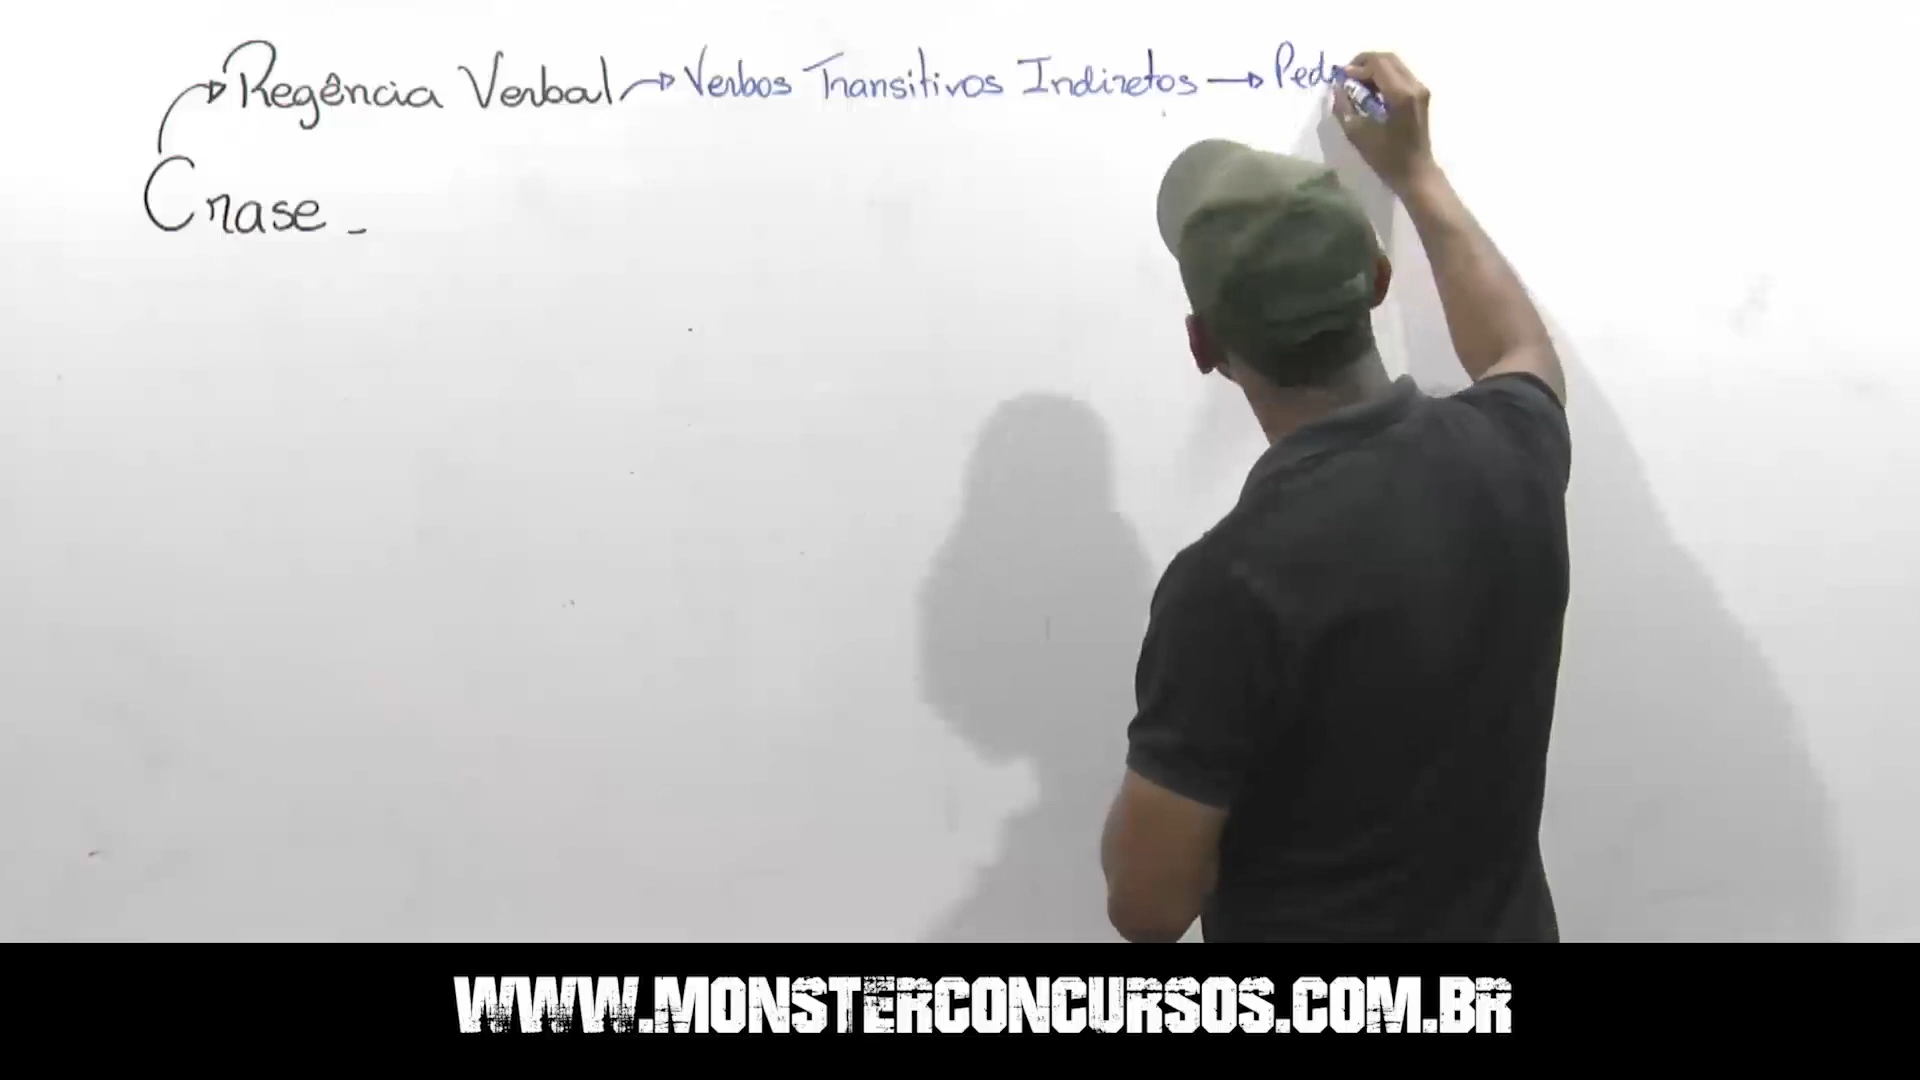 Regência Verbal → Verbos Transitivos Indiretos → Ped
Crase -
WWW.MONSTERCONCURSOS.COM.BR